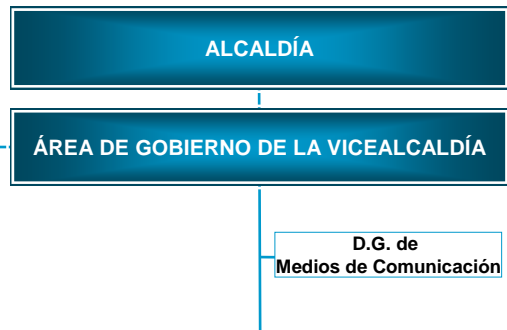 ALCALDÍA
ÁREA DE GOBIERNO DE LA VICEALCALDÍA
D.G. de
Medios de Comunicación